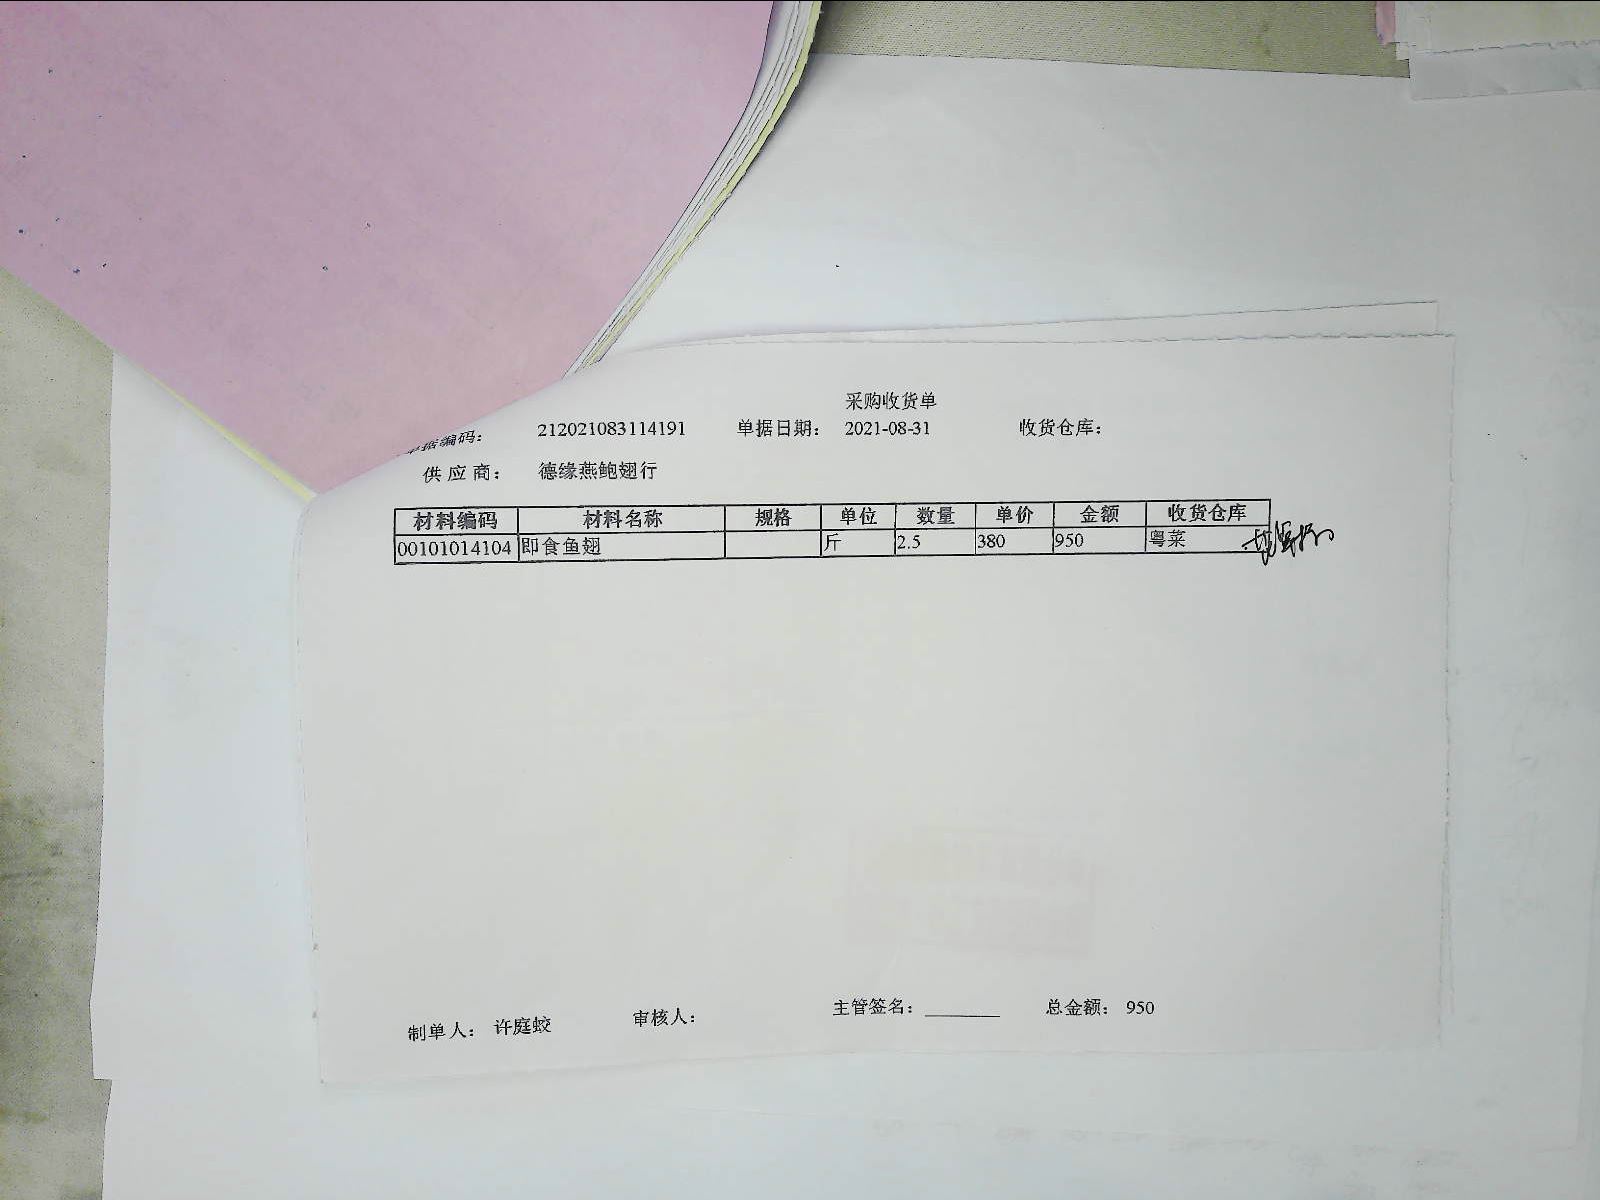 采购收货单
单据编码： 212021083114191 单据日期： 2021-08-31 收货仓库：
供应商： 德缘燕鲍翅行
材料编码 材料名称 规格 单位 数量 单价 金额 收货仓库
00101014104 即食鱼翅 斤 2.5 380 950 粤菜
制单人： 许庭蛟 审核人： 主管签名： 总金额： 950